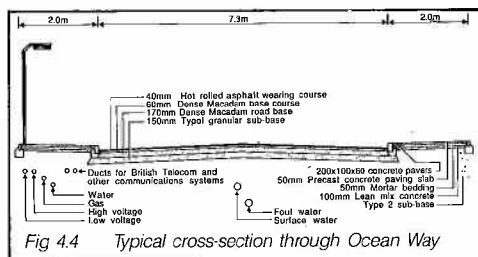 2.0m 7.3m 2.0m
40mm Hot rolled asphalt wearing course
60mm Dense Macadam base course
170mm Dense Macadam road base
150mm Typol granular sub-base
Ducts for British Telecom and
other communications systems
Water
Gas
High voltage
Low voltage
Foul water
Surface water
200x100x60 concrete pavers
50mm Precast concrete paving slab
50mm Mortar bedding
100mm Lean mix concrete
Type 2 sub-base
Fig 4.4 Typical cross-section through Ocean Way